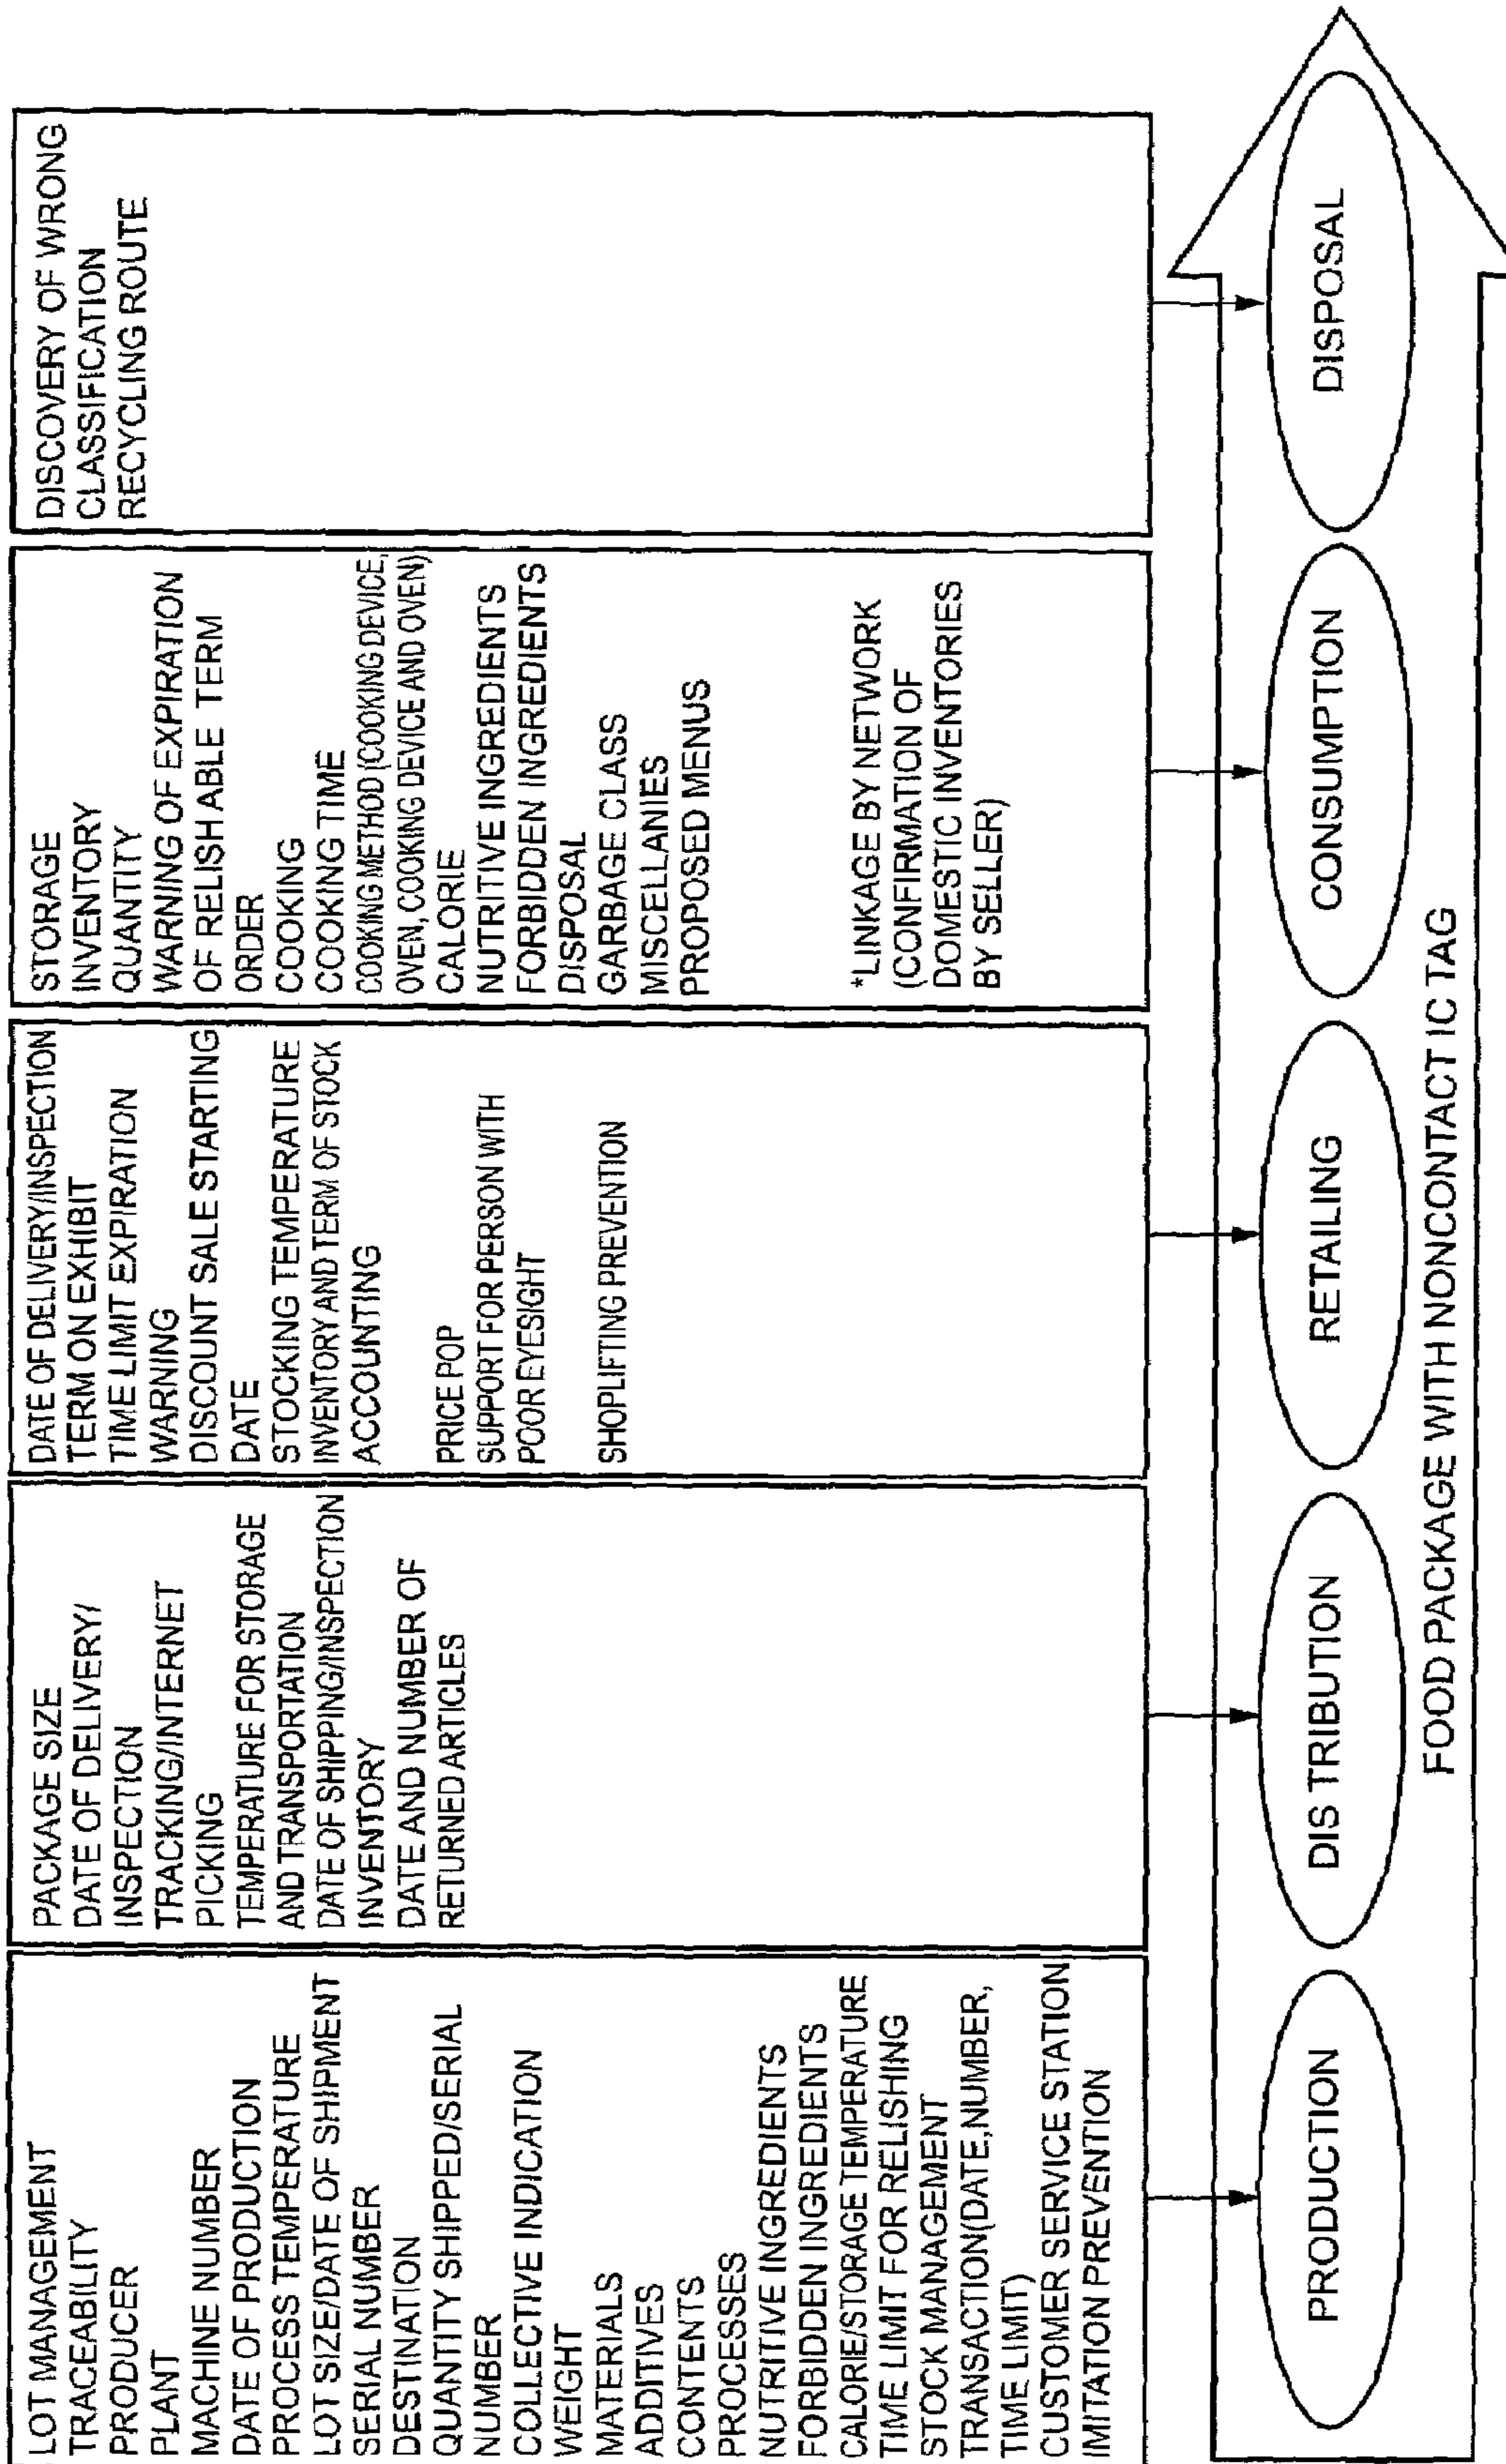 LOT MANAGEMENT
TRACEABILITY
PRODUCER
PLANT
MACHINE NUMBER
DATE OF PRODUCTION
PROCESS TEMPERATURE
LOT SIZE/DATE OF SHIPMENT
SERIAL NUMBER
DESTINATION
QUANTITY SHIPPED/SERIAL
NUMBER
COLLECTIVE INDICATION
WEIGHT
MATERIALS
ADDITIVES
CONTENTS
PROCESSES
NUTRITIVE INGREDIENTS
FORBIDDEN INGREDIENTS
CALORIE/STORAGE TEMPERATURE
TIME LIMIT FOR RELISHING
STOCK MANAGEMENT
TRANSACTION(DATE,NUMBER,
TIME LIMIT)
CUSTOMER SERVICE STATION
IMITATION PREVENTION
PACKAGE SIZE
DATE OF DELIVERY/
INSPECTION
TRACKING/INTERNET
PICKING
TEMPERATURE FOR STORAGE
AND TRANSPORTATION
DATE OF SHIPPING/INSPECTION
INVENTORY
DATE AND NUMBER OF
RETURNED ARTICLES
DATE OF DELIVERY/INSPECTION
TERM ON EXHIBIT
TIME LIMIT EXPIRATION
WARNING
DISCOUNT SALE STARTING
DATE
STOCKING TEMPERATURE
INVENTORY AND TERM OF STOCK
ACCOUNTING
PRICE POP
SUPPORT FOR PERSON WITH
POOR EYESIGHT
SHOPLIFTING PREVENTION
STORAGE
INVENTORY
QUANTITY
WARNING OF EXPIRATION
OF RELISH ABLE TERM
ORDER
COOKING
COOKING TIME
COOKING METHOD (COOKING DEVICE,
OVEN, COOKING DEVICE AND OVEN)
CALORIE
NUTRITIVE INGREDIENTS
FORBIDDEN INGREDIENTS
DISPOSAL
GARBAGE CLASS
MISCELLANIES
PROPOSED MENUS
*LINKAGE BY NETWORK
(CONFIRMATION OF
DOMESTIC INVENTORIES
BY SELLER)
DISCOVERY OF WRONG
CLASSIFICATION
RECYCLING ROUTE
PRODUCTION
DIS TRIBUTION
RETAILING
CONSUMPTION
DISPOSAL
FOOD PACKAGE WITH NONCONTACT IC TAG